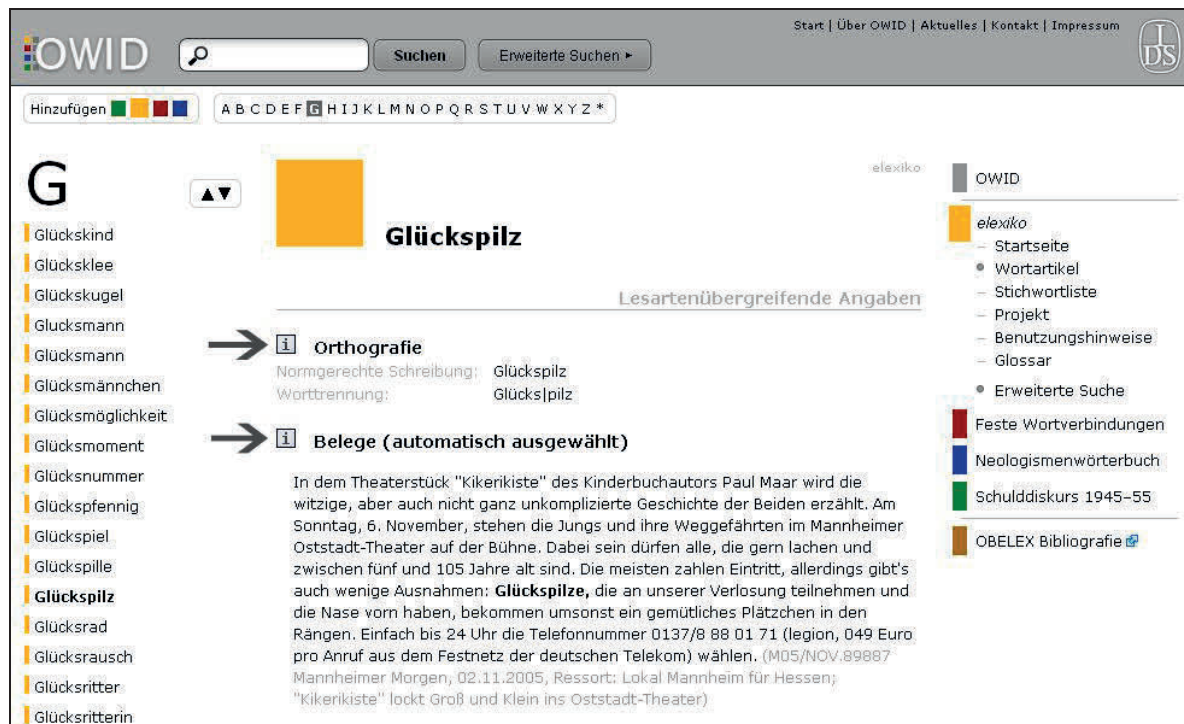 Start | Über OWID | Aktuelles | Kontakt | Impressum
OWID
Suchen
Erweiterte Suchen ▸
IDS
Hinzufügen
A B C D E F G H I J K L M N O P Q R S T U V W X Y Z *
G
▲▼
Glückskind
Glücksklee
Glückskugel
Glucksmann
Glücksmann
Glücksmännchen
Glücksmöglichkeit
Glücksmoment
Glücksnummer
Glückspfennig
Glückspiel
Glückspille
Glückspilz
Glücksrad
Glücksrausch
Glücksritter
Glücksritterin
elexiko
Glückspilz
Lesartenübergreifende Angaben
i Orthografie
Normgerechte Schreibung: Glückspilz
Worttrennung: Glücks|pilz
i Belege (automatisch ausgewählt)
In dem Theaterstück "Kikerikiste" des Kinderbuchautors Paul Maar wird die
witzige, aber auch nicht ganz unkomplizierte Geschichte der Beiden erzählt. Am
Sonntag, 6. November, stehen die Jungs und ihre Weggefährten im Mannheimer
Oststadt-Theater auf der Bühne. Dabei sein dürfen alle, die gern lachen und
zwischen fünf und 105 Jahre alt sind. Die meisten zahlen Eintritt, allerdings gibt's
auch wenige Ausnahmen: Glückspilze, die an unserer Verlosung teilnehmen und
die Nase vorn haben, bekommen umsonst ein gemütliches Plätzchen in den
Rängen. Einfach bis 24 Uhr die Telefonnummer 0137/8 88 01 71 (legion, 049 Euro
pro Anruf aus dem Festnetz der deutschen Telekom) wählen. (M05/NOV.89887
Mannheimer Morgen, 02.11.2005, Ressort: Lokal Mannheim für Hessen;
"Kikerikiste" lockt Groß und Klein ins Oststadt-Theater)
OWID
elexiko
– Startseite
• Wortartikel
– Stichwortliste
– Projekt
– Benutzungshinweise
– Glossar
• Erweiterte Suche
Feste Wortverbindungen
Neologismenwörterbuch
Schulddiskurs 1945–55
OBELEX Bibliografie